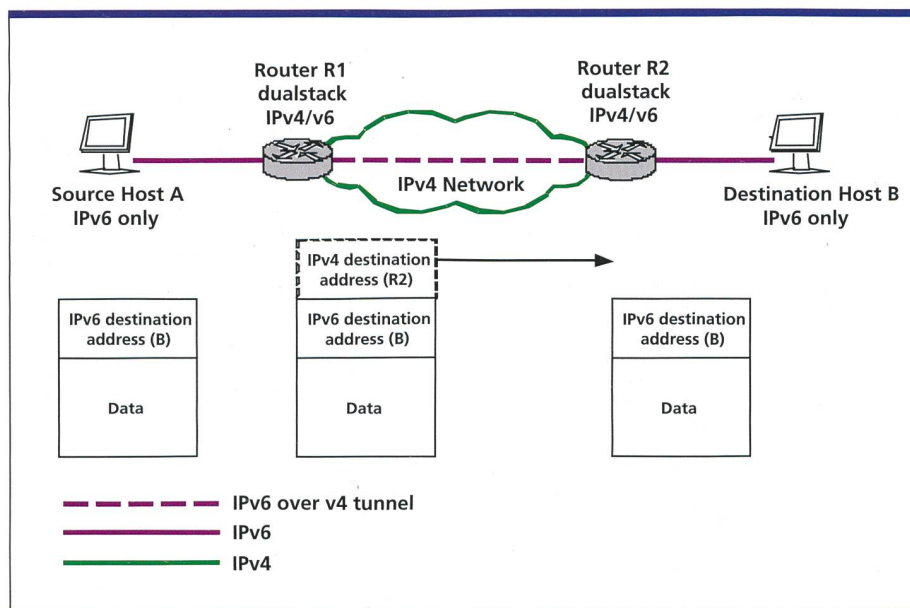 Router R1
dualstack
IPv4/v6
Router R2
dualstack
IPv4/v6
IPv4 Network
Source Host A
IPv6 only
Destination Host B
IPv6 only
IPv4 destination
address (R2)
IPv6 destination
address (B)
Data
IPv6 destination
address (B)
Data
IPv6 destination
address (B)
Data
IPv6 over v4 tunnel
IPv6
IPv4